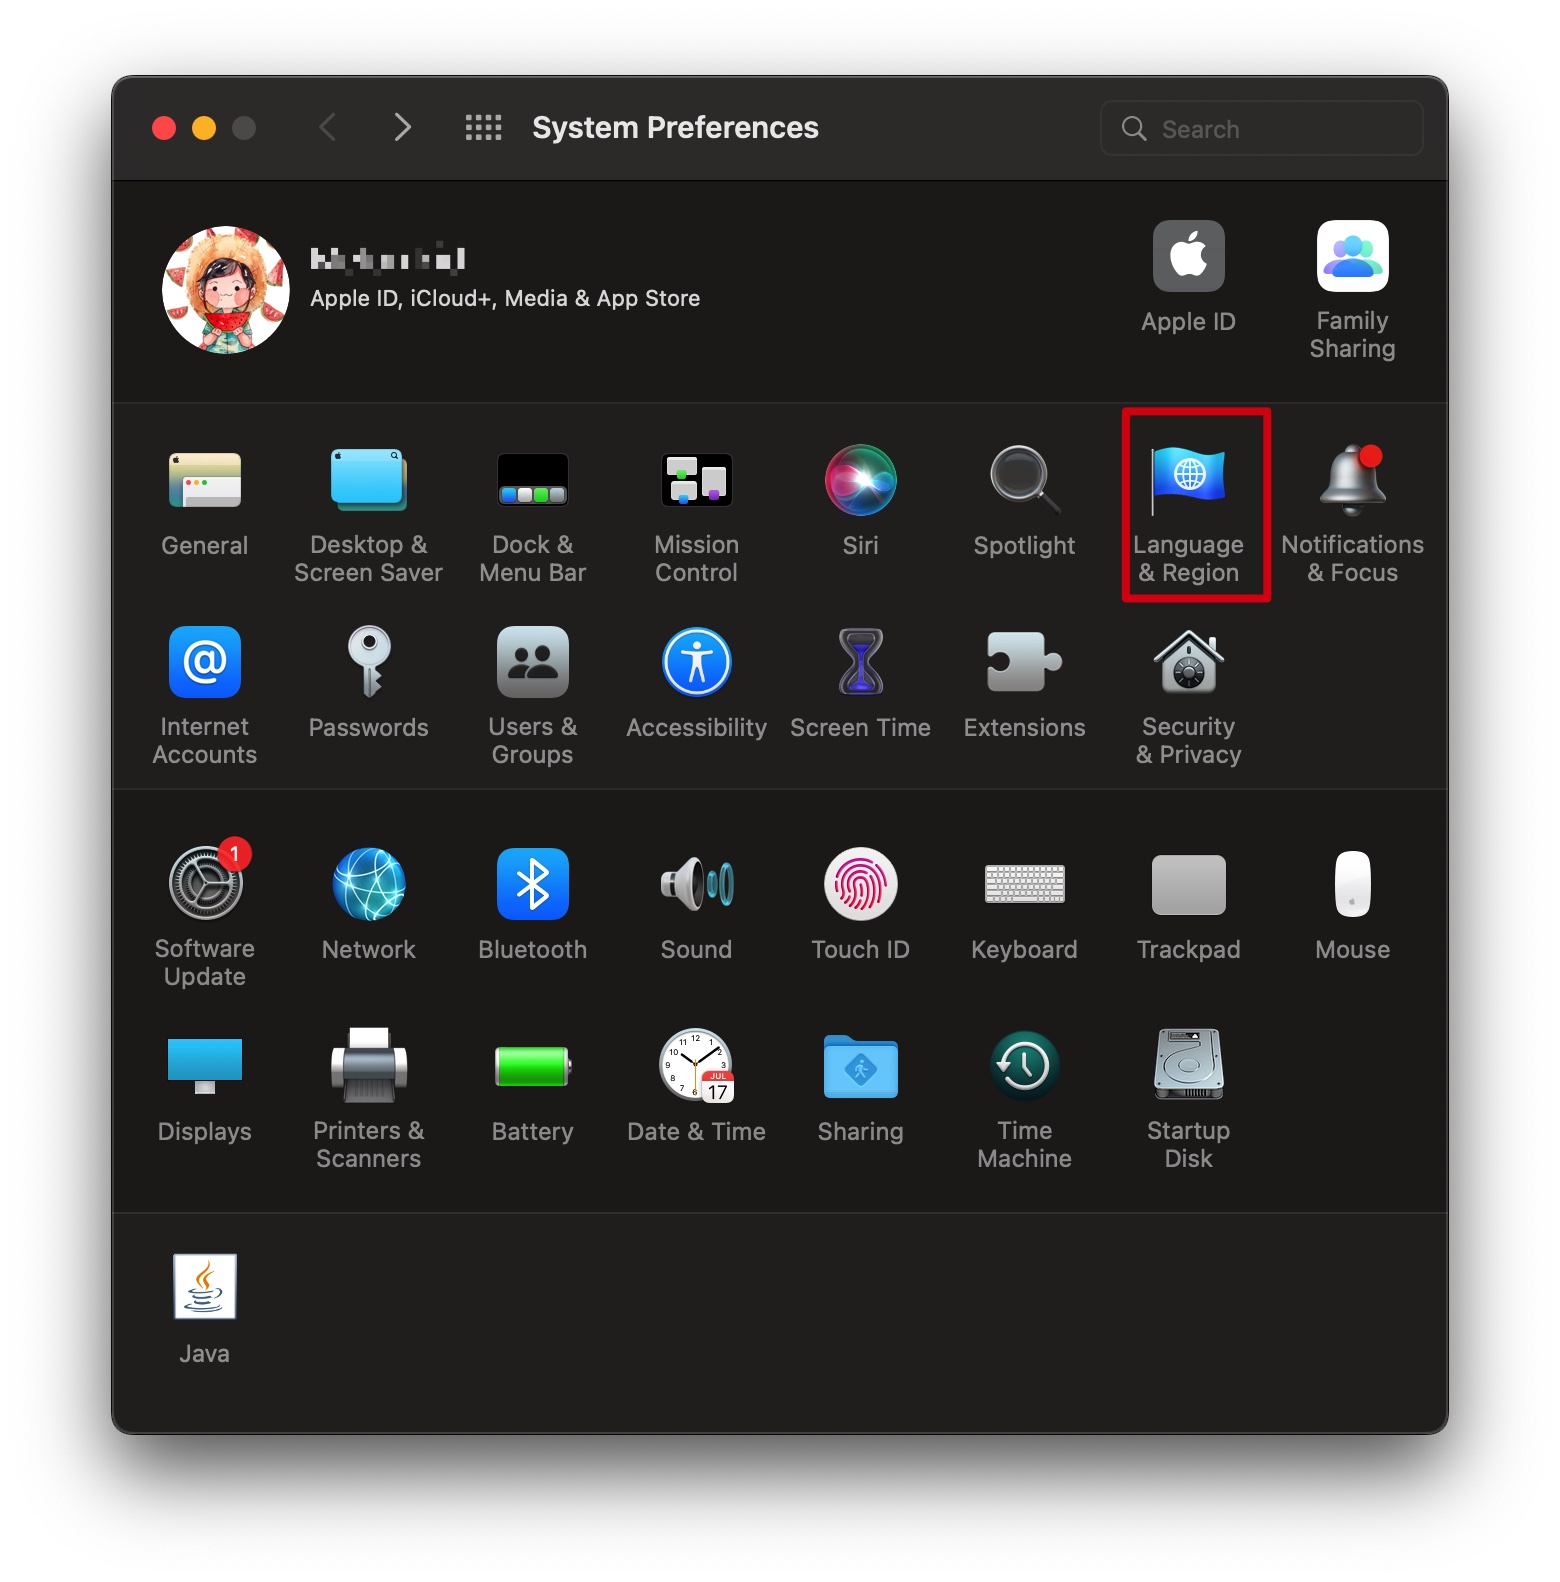 System Preferences
Search
Apple ID, iCloud+, Media & App Store
Apple ID
Family
Sharing
General
Desktop &
Screen Saver
Dock &
Menu Bar
Mission
Control
Siri
Spotlight
Language
& Region
Notifications
& Focus
Internet
Accounts
Passwords
Users &
Groups
Accessibility
Screen Time
Extensions
Security
& Privacy
1
Software
Update
Network
Bluetooth
Sound
Touch ID
Keyboard
Trackpad
Mouse
JUL
17
Displays
Printers &
Scanners
Battery
Date & Time
Sharing
Time
Machine
Startup
Disk
Java